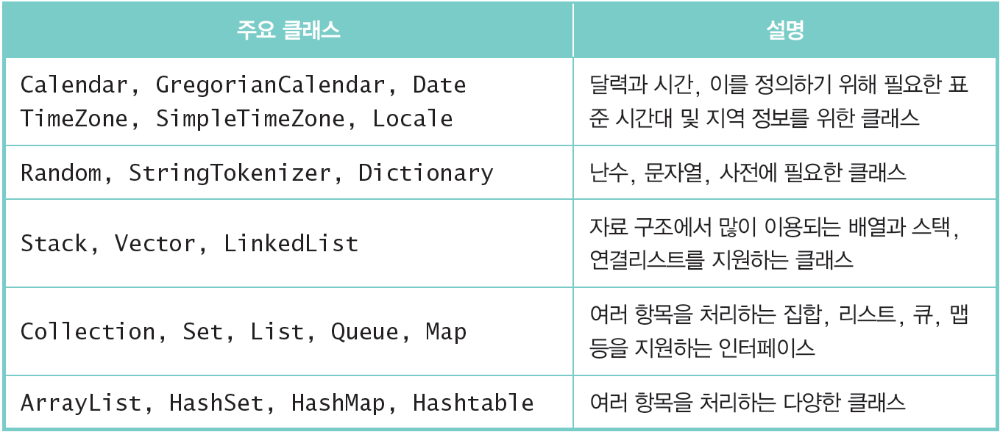 주요 클래스
설명
Calendar, GregorianCalendar, Date
TimeZone, SimpleTimeZone, Locale
달력과 시간, 이를 정의하기 위해 필요한 표
준 시간대 및 지역 정보를 위한 클래스
Random, StringTokenizer, Dictionary
난수, 문자열, 사전에 필요한 클래스
Stack, Vector, LinkedList
자료 구조에서 많이 이용되는 배열과 스택,
연결리스트를 지원하는 클래스
Collection, Set, List, Queue, Map
여러 항목을 처리하는 집합, 리스트, 큐, 맵
등을 지원하는 인터페이스
ArrayList, HashSet, HashMap, Hashtable
여러 항목을 처리하는 다양한 클래스